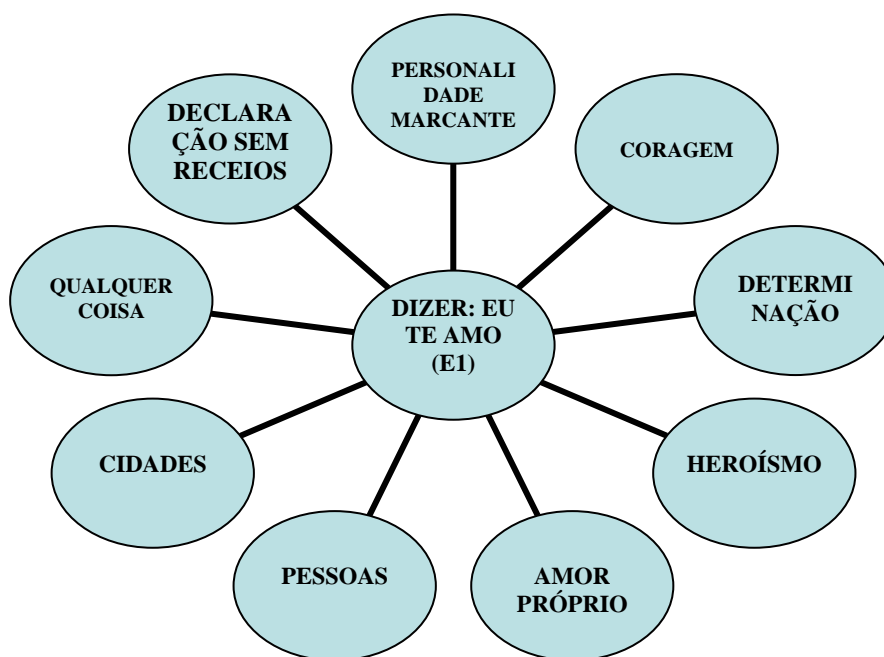 PERSONALI
DADE
MARCANTE
DECLARA
ÇÃO SEM
RECEIOS
CORAGEM
QUALQUER
COISA
DIZER: EU
TE AMO
(E1)
DETERMI
NAÇÃO
CIDADES
HEROÍSMO
PESSOAS
AMOR
PRÓPRIO